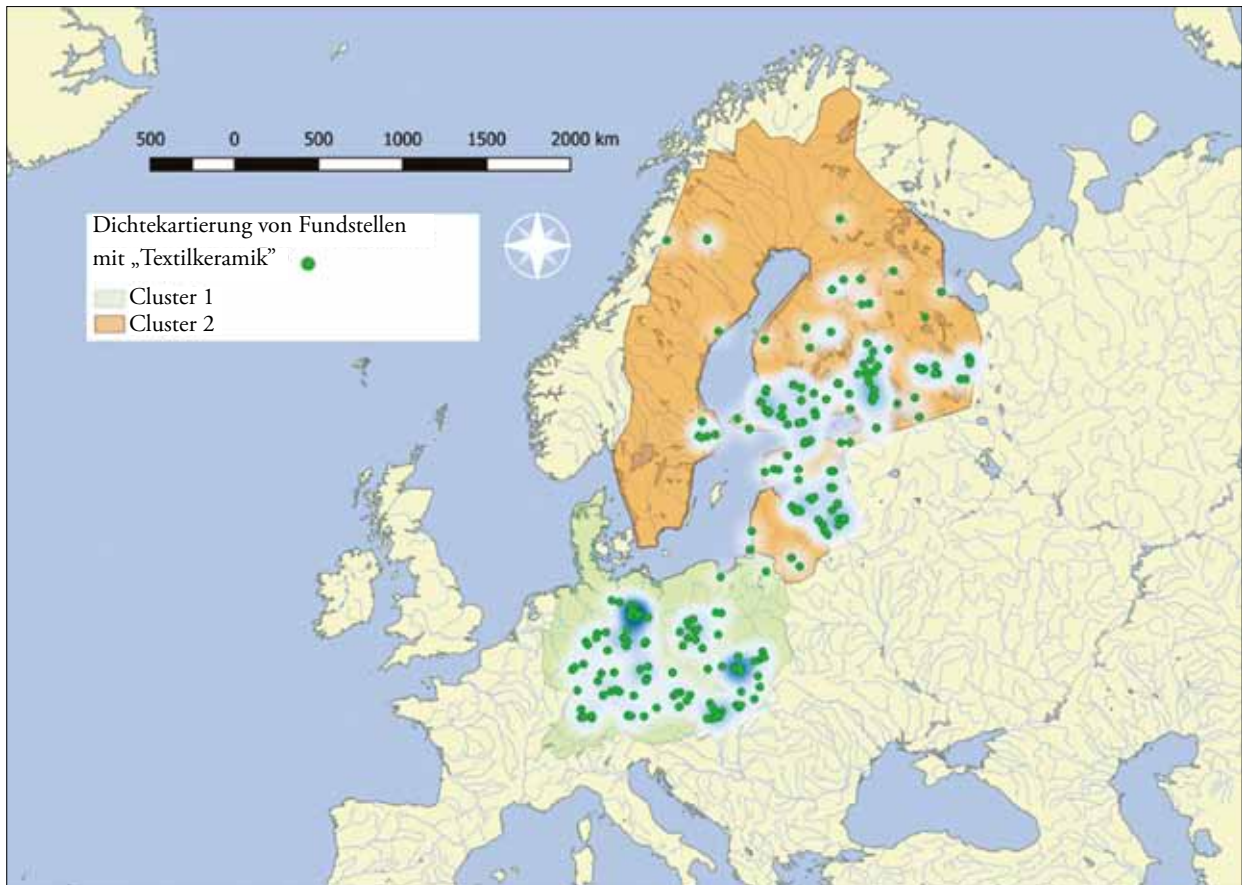 500 0 500 1000 1500 2000 km
Dichtekartierung von Fundstellen
mit „Textilkeramik”
Cluster 1
Cluster 2